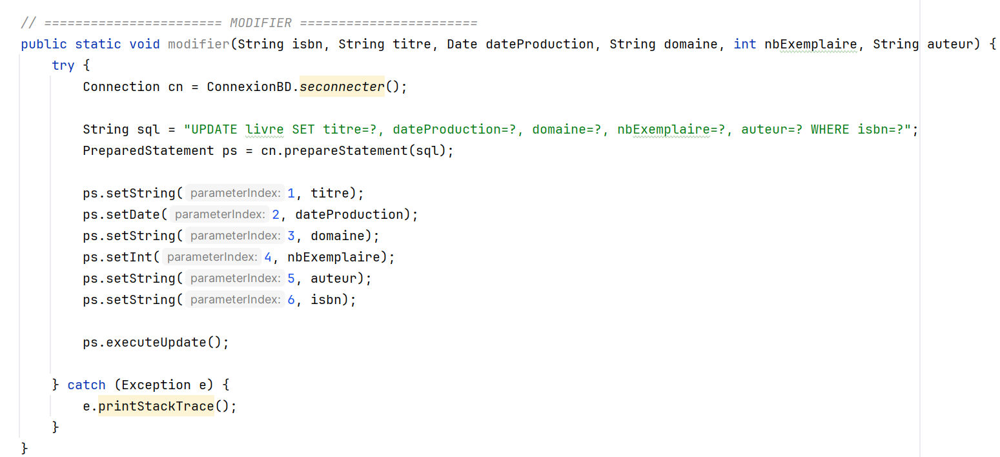 // ======================= MODIFIER =======================
public static void modifier(String isbn, String titre, Date dateProduction, String domaine, int nbExemplaire, String auteur) {
try {
Connection cn = ConnexionBD.seconnecter();
String sql = "UPDATE livre SET titre=?, dateProduction=?, domaine=?, nbExemplaire=?, auteur=? WHERE isbn=?";
PreparedStatement ps = cn.prepareStatement(sql);
ps.setString( parameterIndex: 1, titre);
ps.setDate( parameterIndex: 2, dateProduction);
ps.setString( parameterIndex: 3, domaine);
ps.setInt( parameterIndex: 4, nbExemplaire);
ps.setString( parameterIndex: 5, auteur);
ps.setString( parameterIndex: 6, isbn);
ps.executeUpdate();
} catch (Exception e) {
e.printStackTrace();
}
}